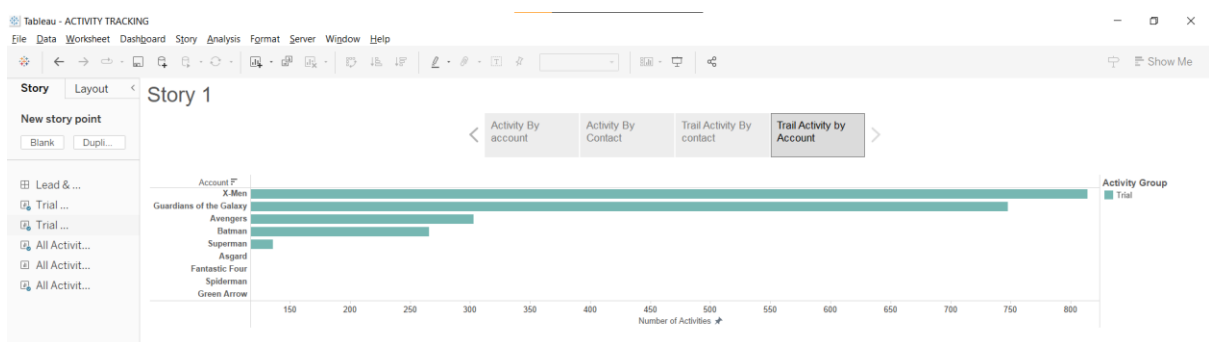 Tableau - ACTIVITY TRACKING
File Data Worksheet Dashboard Story Analysis Format Server Window Help
Show Me
Story Layout
New story point
Blank Dupli...
Lead & ...
Trial ...
Trial ...
All Activit...
All Activit...
All Activit...
Story 1
Activity By
account
Activity By
Contact
Trail Activity By
contact
Trail Activity by
Account
Account
X-Men
Guardians of the Galaxy
Avengers
Batman
Superman
Asgard
Fantastic Four
Spiderman
Green Arrow
150 200 250 300 350 400 450 500 550 600 650 700 750 800
Number of Activities
Activity Group
Trial